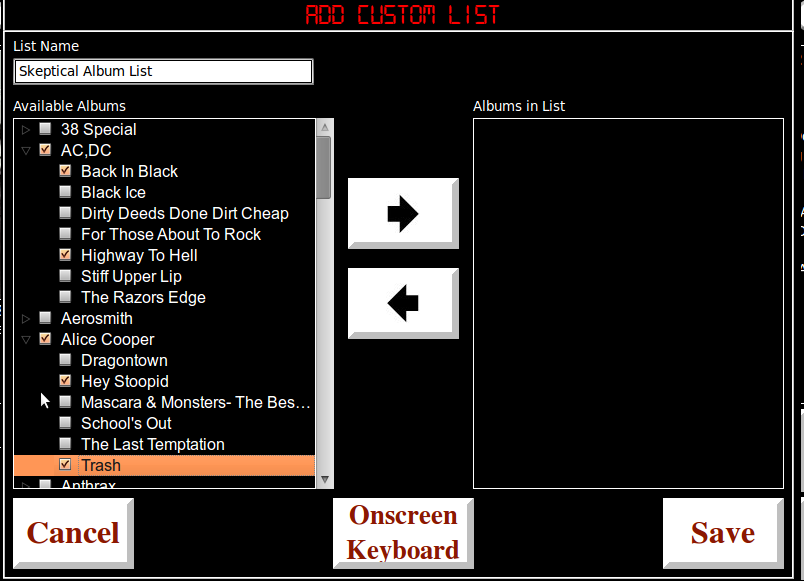 ADD CUSTOM LIST
List Name
Skeptical Album List
Available Albums
Albums in List
38 Special
AC,DC
Back In Black
Black Ice
Dirty Deeds Done Dirt Cheap
For Those About To Rock
Highway To Hell
Stiff Upper Lip
The Razors Edge
Aerosmith
Alice Cooper
Dragontown
Hey Stoopid
Mascara & Monsters- The Bes…
School's Out
The Last Temptation
Trash
Anthrax
Cancel
Onscreen
Keyboard
Save